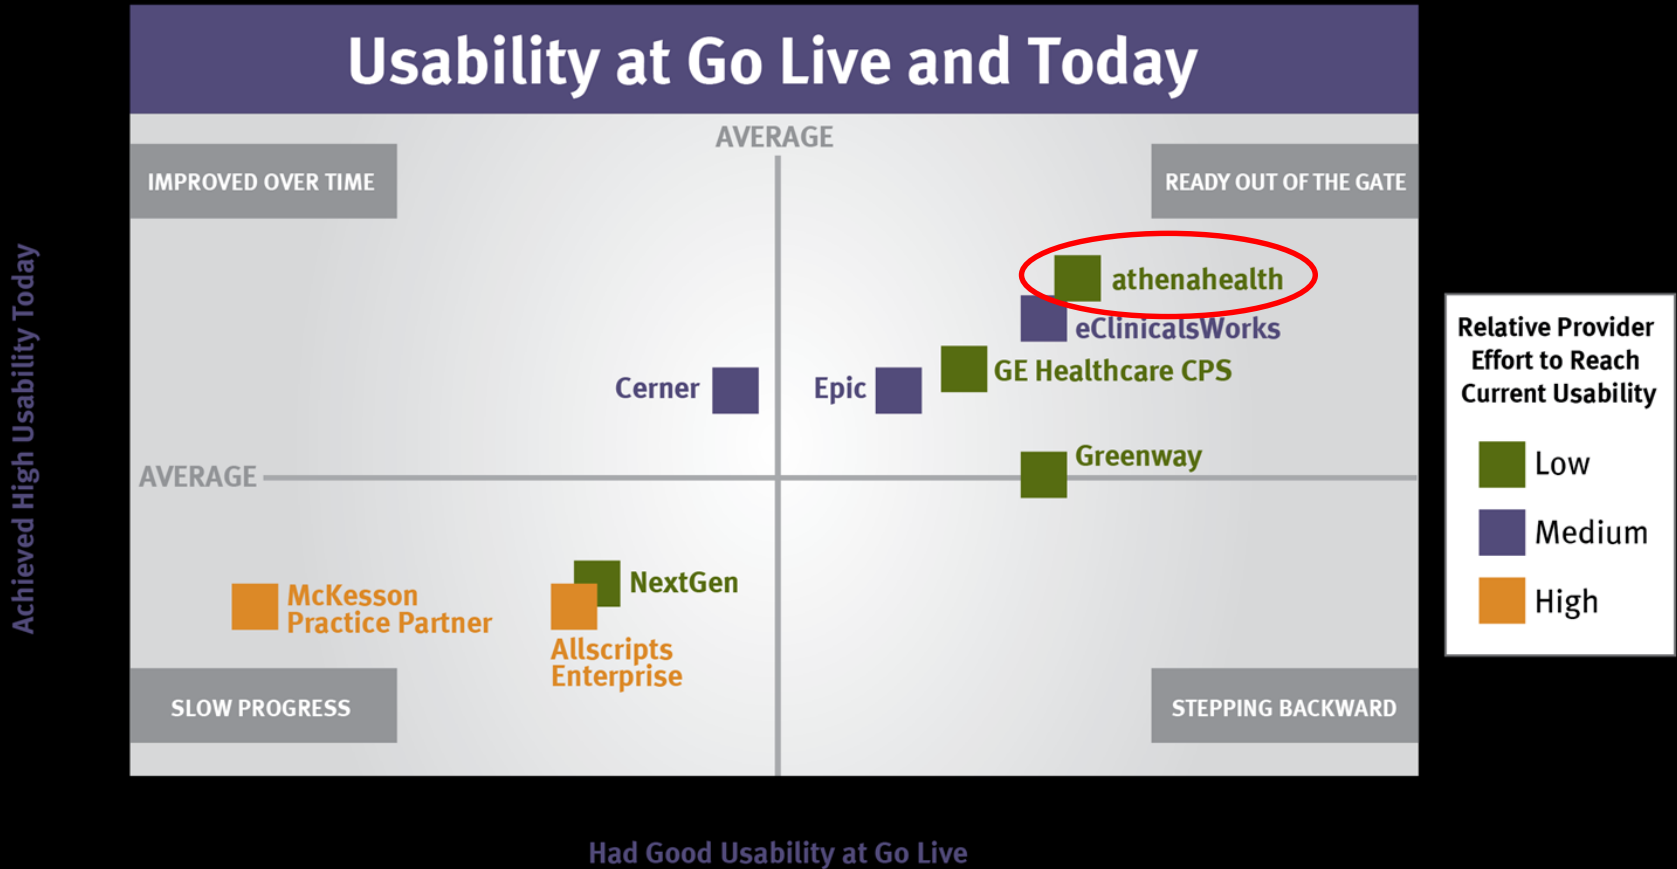 Usability at Go Live and Today
AVERAGE
IMPROVED OVER TIME
READY OUT OF THE GATE
athenahealth
eClinicalsWorks
GE Healthcare CPS
Cerner
Epic
Greenway
AVERAGE
NextGen
McKesson
Practice Partner
Allscripts
Enterprise
SLOW PROGRESS
STEPPING BACKWARD
Achieved High Usability Today
Had Good Usability at Go Live
Relative Provider
Effort to Reach
Current Usability
Low
Medium
High